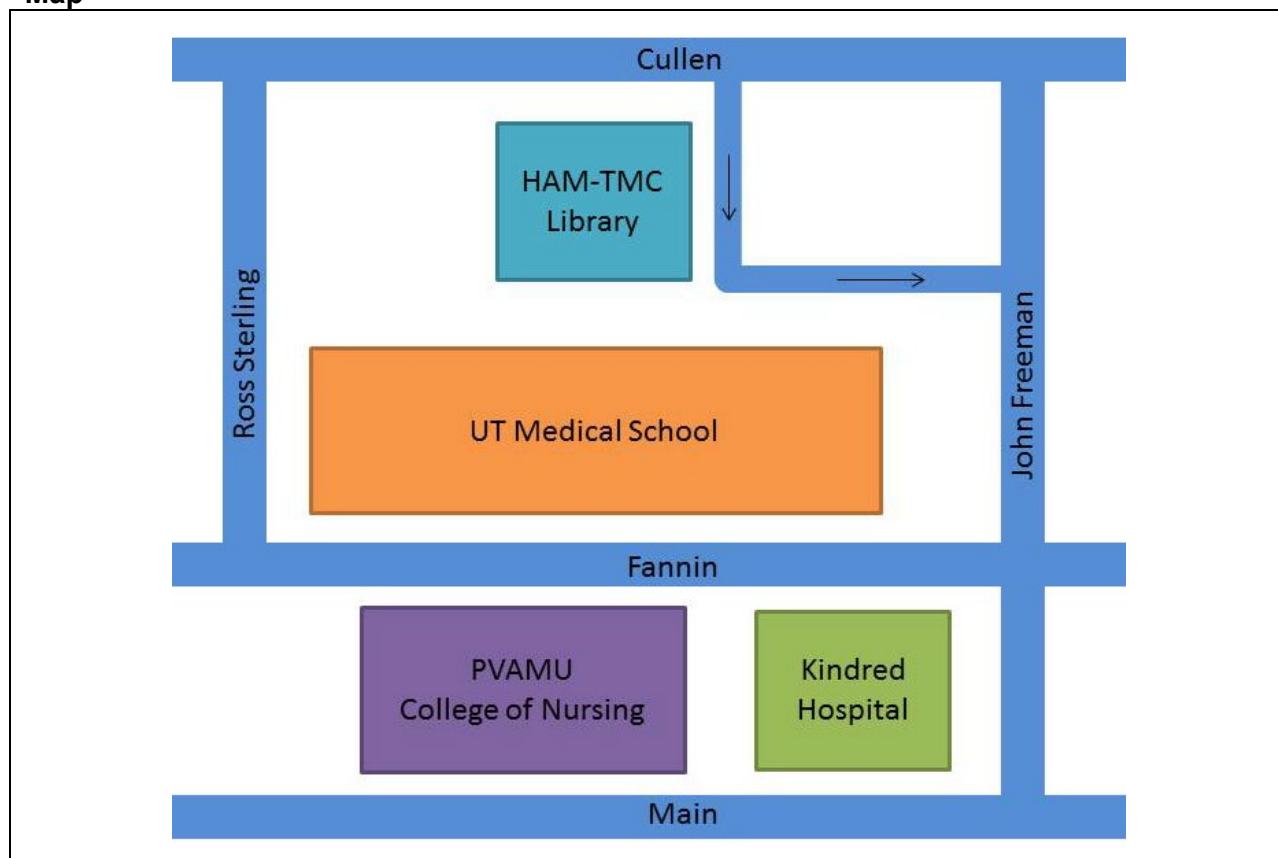 Map
Cullen
HAM-TMC
Library
Ross Sterling
John Freeman
UT Medical School
Fannin
PVAMU
College of Nursing
Kindred
Hospital
Main